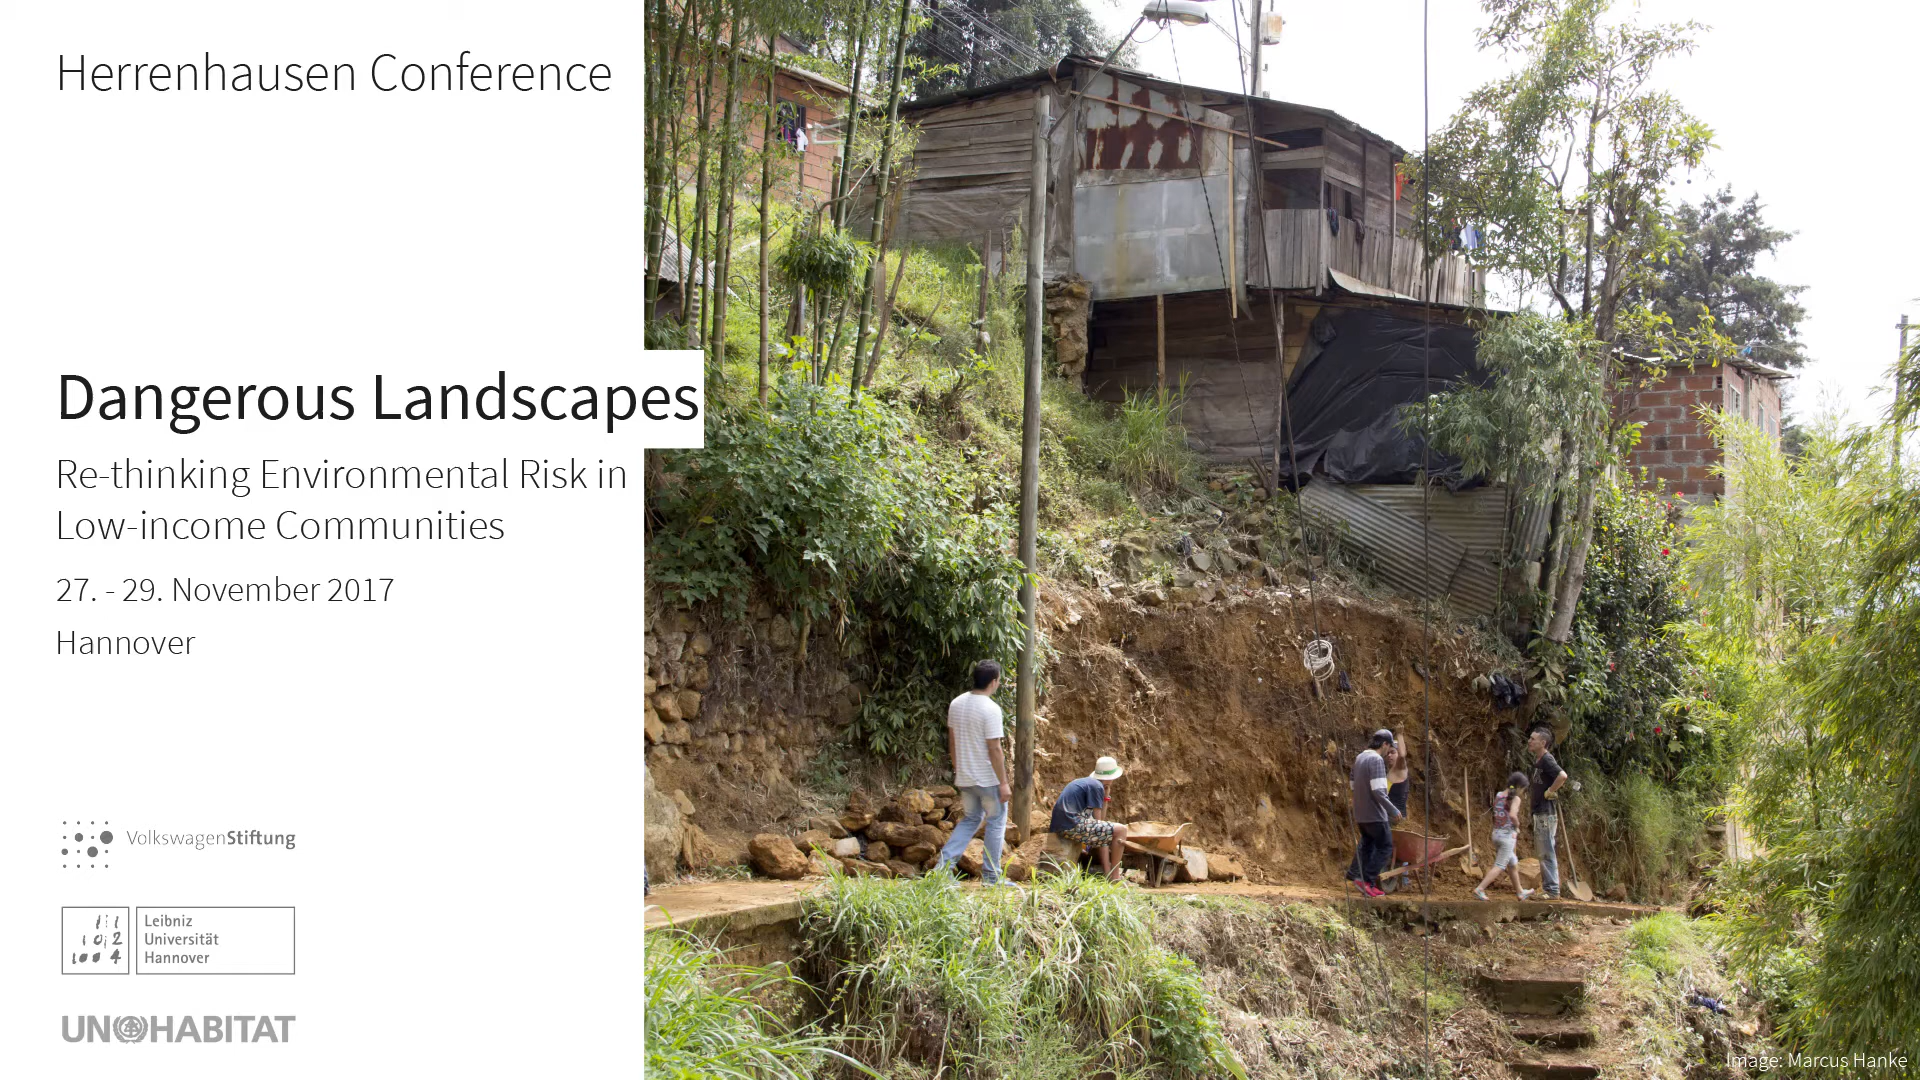 Herrenhausen Conference
Dangerous Landscapes
Re-thinking Environmental Risk in
Low-income Communities
27. - 29. November 2017
Hannover
VolkswagenStiftung
Leibniz
Universität
Hannover
UN HABITAT
Image: Marcus Hanke